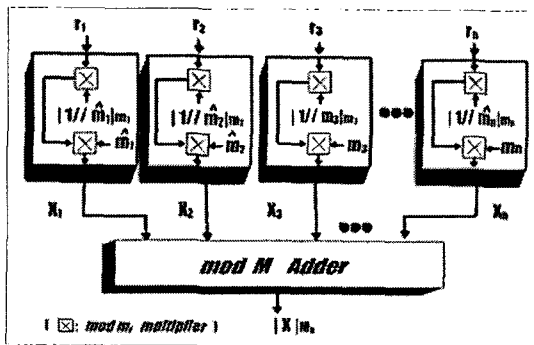 r₁ r₂ r₃ rₙ
| 1// m̂₁|m₁ | 1// m̂₂|m₂ | 1// m₃|m₃ | 1// m̂ₙ|mₙ
m̂₁ m̂₂ m₃ mₙ
X₁ X₂ X₃ Xₙ
mod M Adder
( ⊠: mod mᵢ multiplier ) | X |